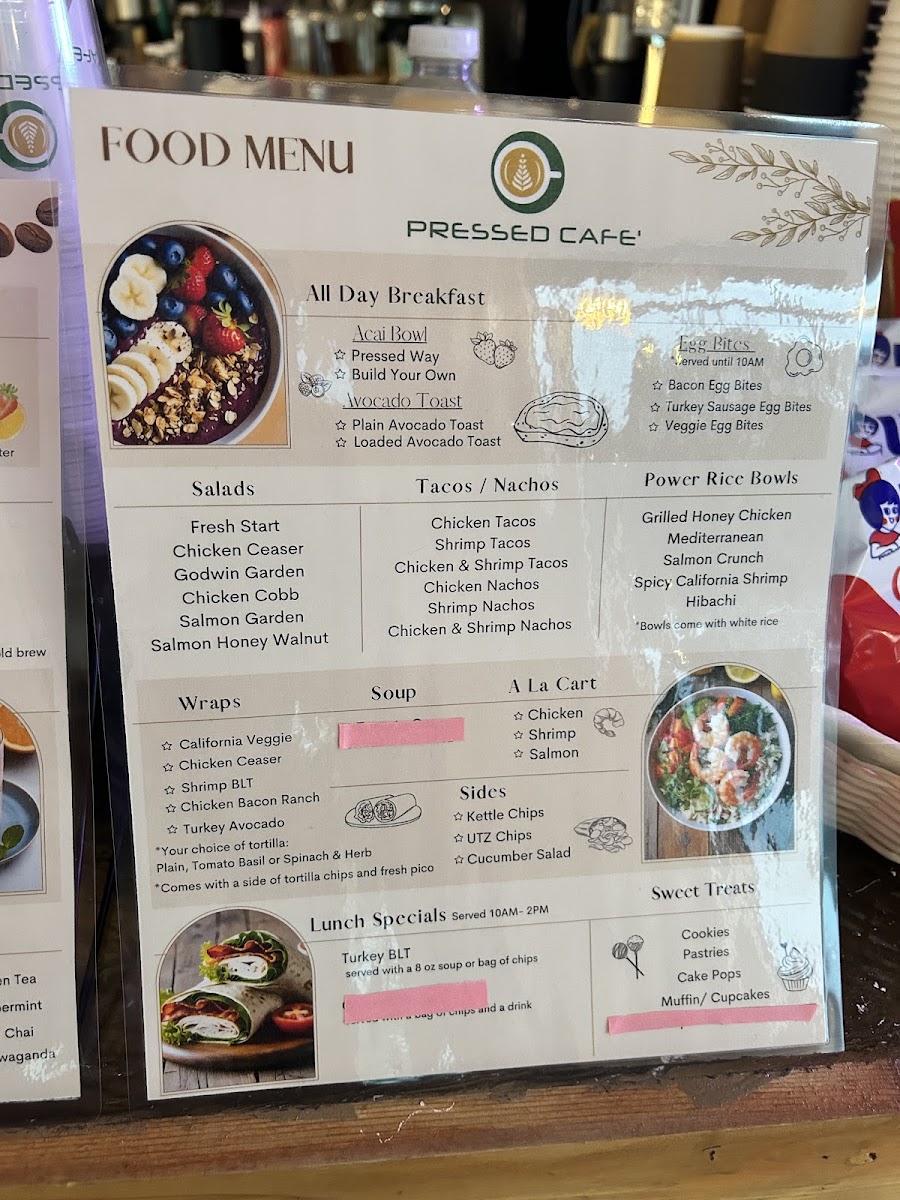 FOOD MENU
PRESSED CAFE'
All Day Breakfast
Acai Bowl
Pressed Way
Build Your Own
Avocado Toast
Plain Avocado Toast
Loaded Avocado Toast
Egg Bites
*Served until 10AM
Bacon Egg Bites
Turkey Sausage Egg Bites
Veggie Egg Bites
Salads
Fresh Start
Chicken Ceaser
Godwin Garden
Chicken Cobb
Salmon Garden
Salmon Honey Walnut
Tacos / Nachos
Chicken Tacos
Shrimp Tacos
Chicken & Shrimp Tacos
Chicken Nachos
Shrimp Nachos
Chicken & Shrimp Nachos
Power Rice Bowls
Grilled Honey Chicken
Mediterranean
Salmon Crunch
Spicy California Shrimp
Hibachi
*Bowls come with white rice
Wraps
California Veggie
Chicken Ceaser
Shrimp BLT
Chicken Bacon Ranch
Turkey Avocado
*Your choice of tortilla:
Plain, Tomato Basil or Spinach & Herb
*Comes with a side of tortilla chips and fresh pico
Soup
A La Cart
Chicken
Shrimp
Salmon
Sides
Kettle Chips
UTZ Chips
Cucumber Salad
Lunch Specials Served 10AM- 2PM
Turkey BLT
served with a 8 oz soup or bag of chips
served with a bag of chips and a drink
Sweet Treats
Cookies
Pastries
Cake Pops
Muffin/ Cupcakes
ld brew
en Tea
permint
Chai
waganda